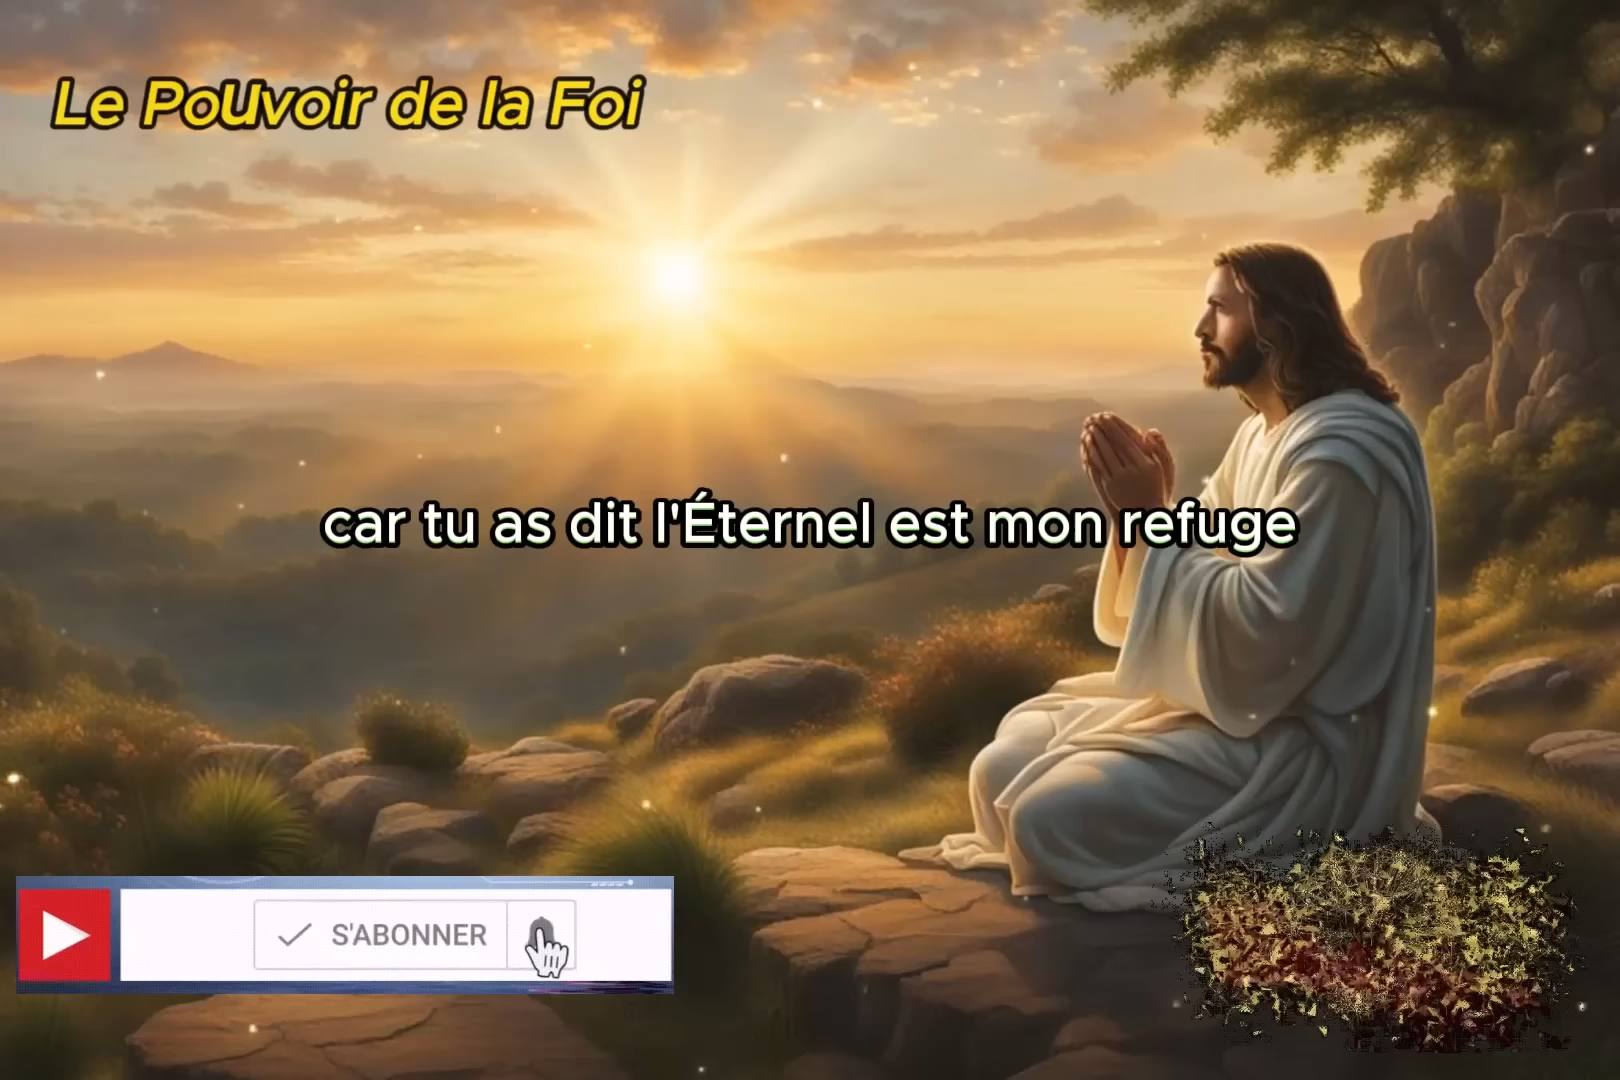 Le PoUvoir de la Foi
car tu as dit l'Éternel est mon refuge
S'ABONNER